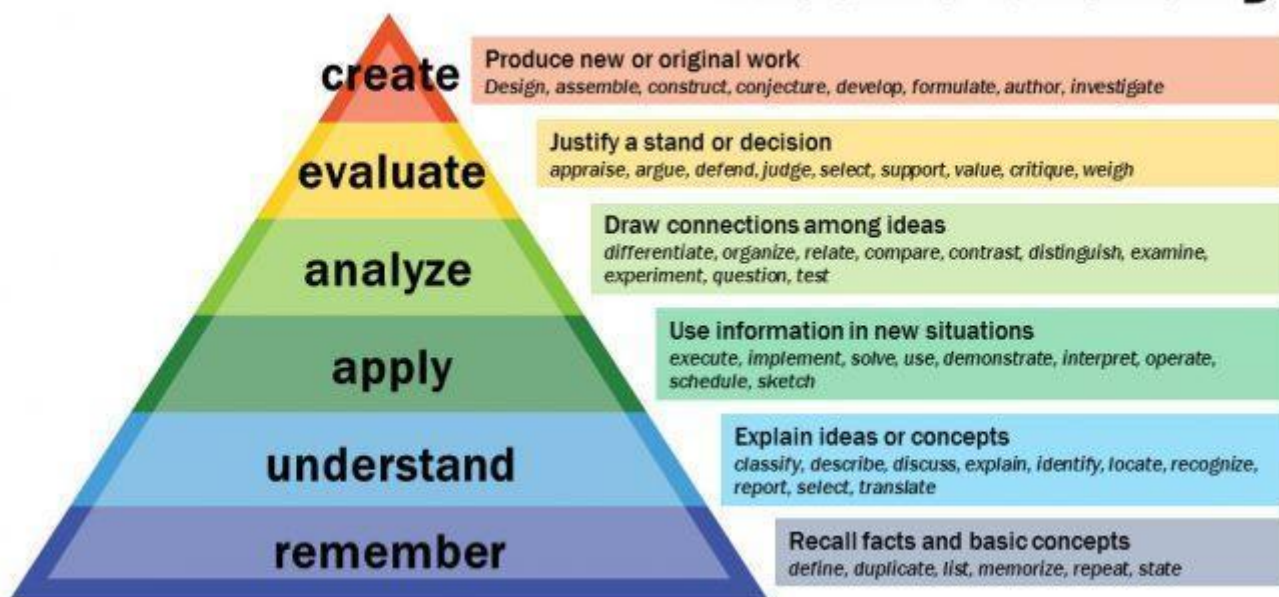 create
Produce new or original work
Design, assemble, construct, conjecture, develop, formulate, author, investigate
evaluate
Justify a stand or decision
appraise, argue, defend, judge, select, support, value, critique, weigh
analyze
Draw connections among ideas
differentiate, organize, relate, compare, contrast, distinguish, examine,
experiment, question, test
apply
Use information in new situations
execute, implement, solve, use, demonstrate, interpret, operate,
schedule, sketch
understand
Explain ideas or concepts
classify, describe, discuss, explain, identify, locate, recognize,
report, select, translate
remember
Recall facts and basic concepts
define, duplicate, list, memorize, repeat, state